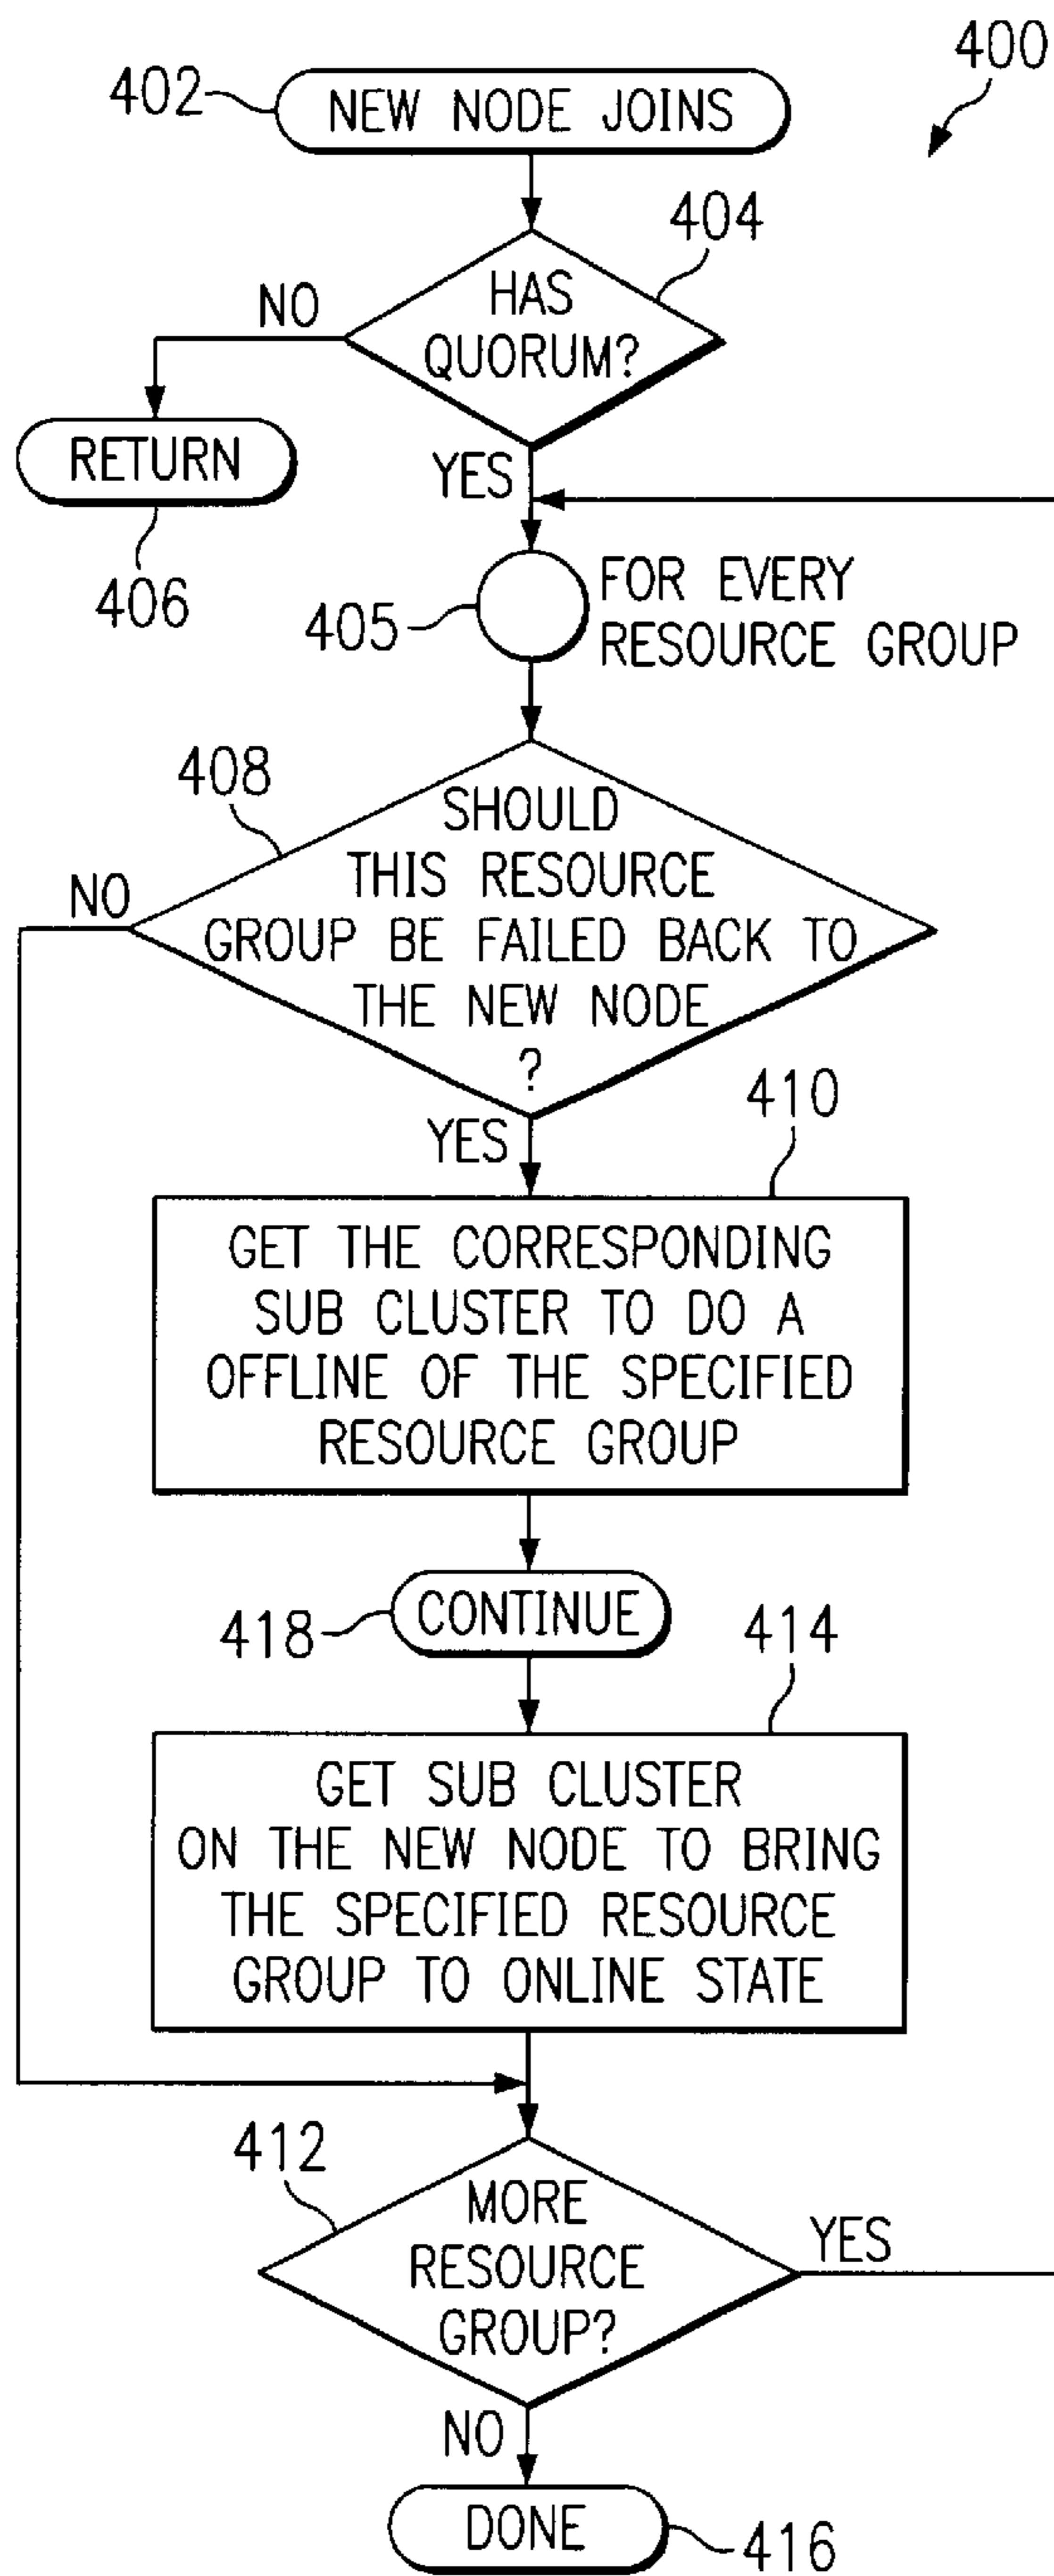 400
402
NEW NODE JOINS
404
HAS
QUORUM?
NO
RETURN
406
YES
405
FOR EVERY
RESOURCE GROUP
408
SHOULD
THIS RESOURCE
GROUP BE FAILED BACK TO
THE NEW NODE
?
NO
YES
410
GET THE CORRESPONDING
SUB CLUSTER TO DO A
OFFLINE OF THE SPECIFIED
RESOURCE GROUP
418
CONTINUE
414
GET SUB CLUSTER
ON THE NEW NODE TO BRING
THE SPECIFIED RESOURCE
GROUP TO ONLINE STATE
412
MORE
RESOURCE
GROUP?
YES
NO
DONE
416